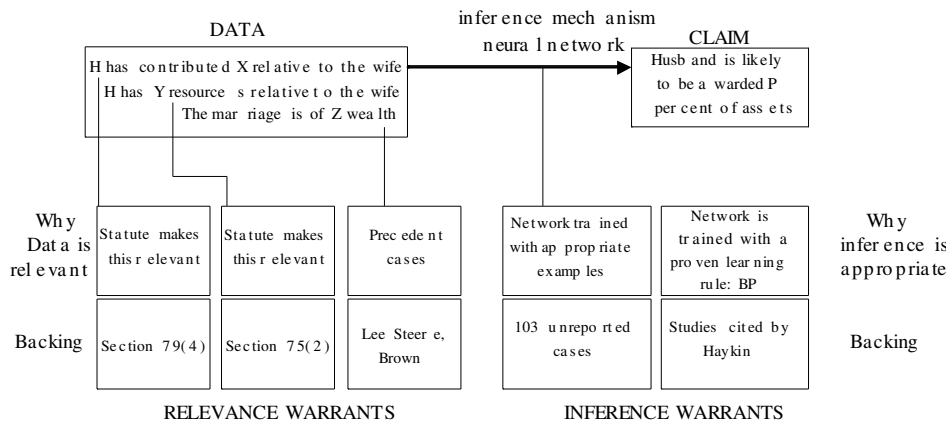 DATA
inference mechanism
neural network
CLAIM
H has contributed X relative to the wife
H has Y resources relative to the wife
The marriage is of Z wealth
Husband is likely
to be awarded P
percent of assets
Why
Data is
relevant
Statute makes
this relevant
Statute makes
this relevant
Precedent
cases
Network trained
with appropriate
examples
Network is
trained with a
proven learning
rule: BP
Why
inference is
appropriate
Backing
Section 79(4)
Section 75(2)
Lee Steere,
Brown
103 unreported
cases
Studies cited by
Haykin
Backing
RELEVANCE WARRANTS
INFERENCE WARRANTS